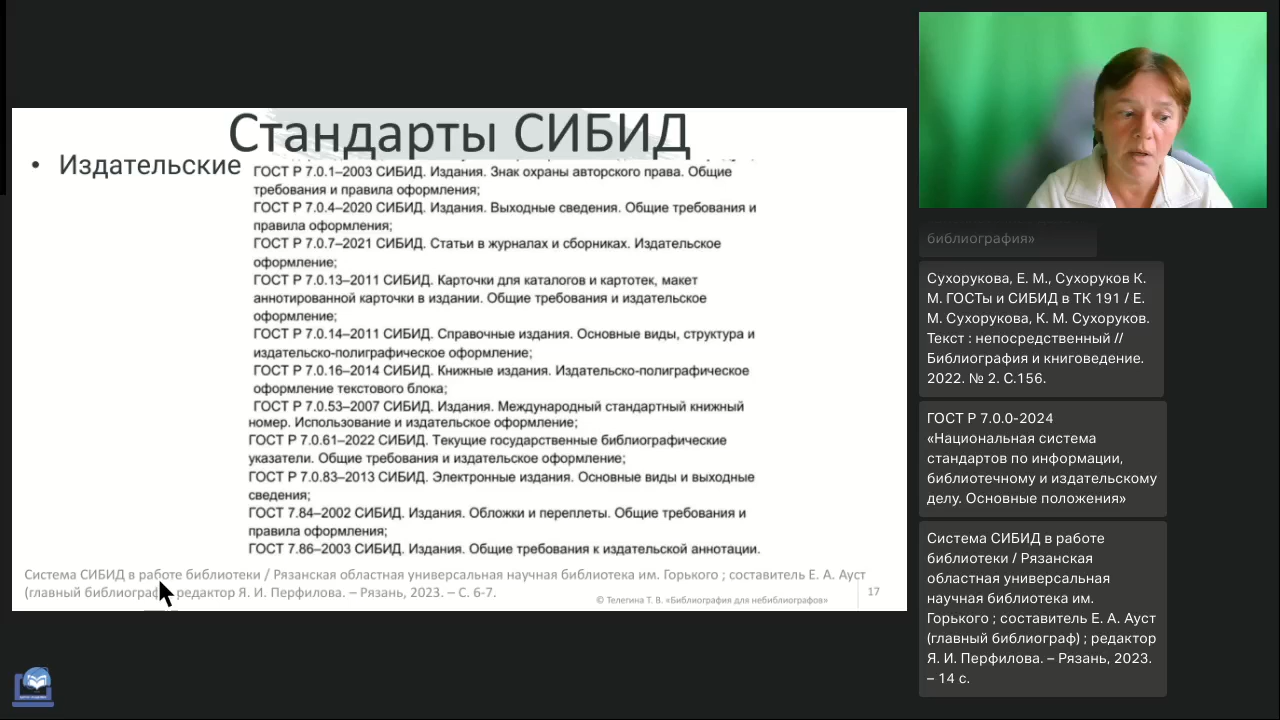 Стандарты СИБИД
• Издательские
ГОСТ Р 7.0.1–2003 СИБИД. Издания. Знак охраны авторского права. Общие
требования и правила оформления;
ГОСТ Р 7.0.4–2020 СИБИД. Издания. Выходные сведения. Общие требования и
правила оформления;
ГОСТ Р 7.0.7–2021 СИБИД. Статьи в журналах и сборниках. Издательское
оформление;
ГОСТ Р 7.0.13–2011 СИБИД. Карточки для каталогов и картотек, макет
аннотированной карточки в издании. Общие требования и издательское
оформление;
ГОСТ Р 7.0.14–2011 СИБИД. Справочные издания. Основные виды, структура и
издательско-полиграфическое оформление;
ГОСТ Р 7.0.16–2014 СИБИД. Книжные издания. Издательско-полиграфическое
оформление текстового блока;
ГОСТ Р 7.0.53–2007 СИБИД. Издания. Международный стандартный книжный
номер. Использование и издательское оформление;
ГОСТ Р 7.0.61–2022 СИБИД. Текущие государственные библиографические
указатели. Общие требования и издательское оформление;
ГОСТ Р 7.0.83–2013 СИБИД. Электронные издания. Основные виды и выходные
сведения;
ГОСТ 7.84–2002 СИБИД. Издания. Обложки и переплеты. Общие требования и
правила оформления;
ГОСТ 7.86–2003 СИБИД. Издания. Общие требования к издательской аннотации.
Система СИБИД в работе библиотеки / Рязанская областная универсальная научная библиотека им. Горького ; составитель Е. А. Ауст
(главный библиограф) ; редактор Я. И. Перфилова. – Рязань, 2023. – С. 6-7.
© Телегина Т. В. «Библиография для небиблиографов»
17
библиография»
Сухорукова, Е. М., Сухоруков К.
М. ГОСТы и СИБИД в ТК 191 / Е.
М. Сухорукова, К. М. Сухоруков.
Текст : непосредственный //
Библиография и книговедение.
2022. № 2. С.156.
ГОСТ Р 7.0.0-2024
«Национальная система
стандартов по информации,
библиотечному и издательскому
делу. Основные положения»
Система СИБИД в работе
библиотеки / Рязанская
областная универсальная
научная библиотека им.
Горького ; составитель Е. А. Ауст
(главный библиограф) ; редактор
Я. И. Перфилова. – Рязань, 2023.
– 14 с.